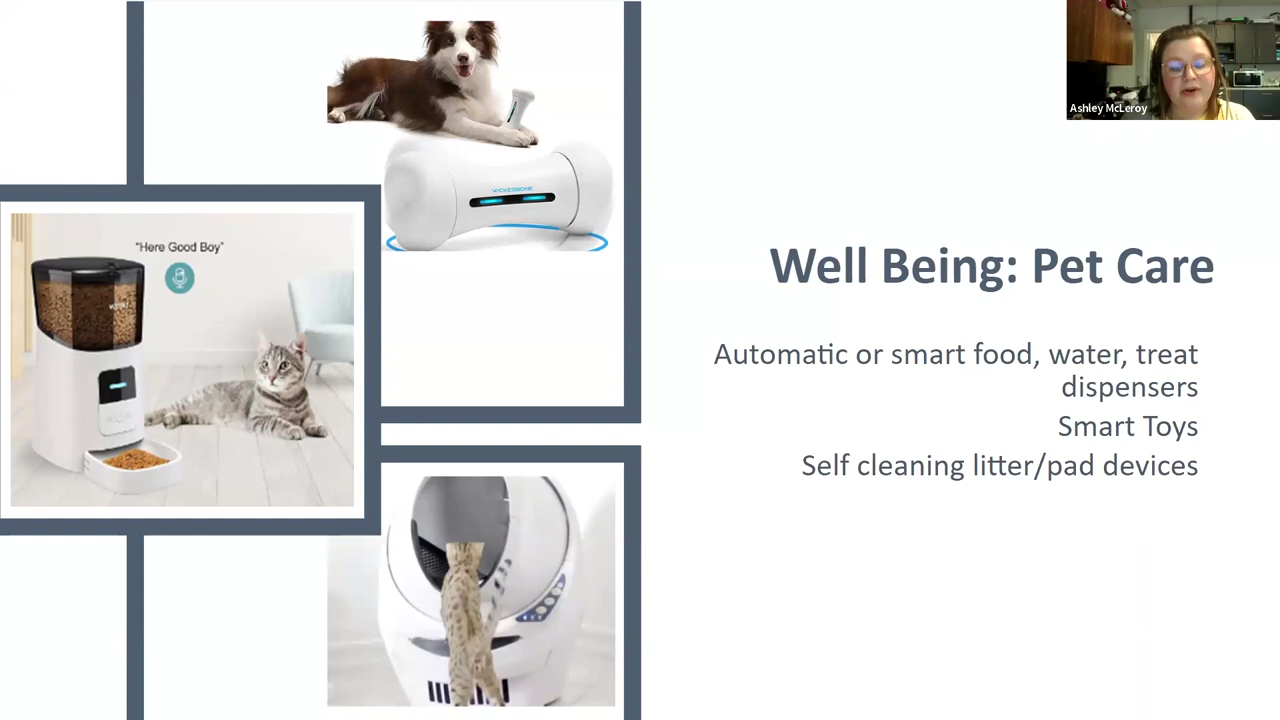 Ashley McLeroy
WICKEDBONE
"Here Good Boy"
Well Being: Pet Care
Automatic or smart food, water, treat
dispensers
Smart Toys
Self cleaning litter/pad devices